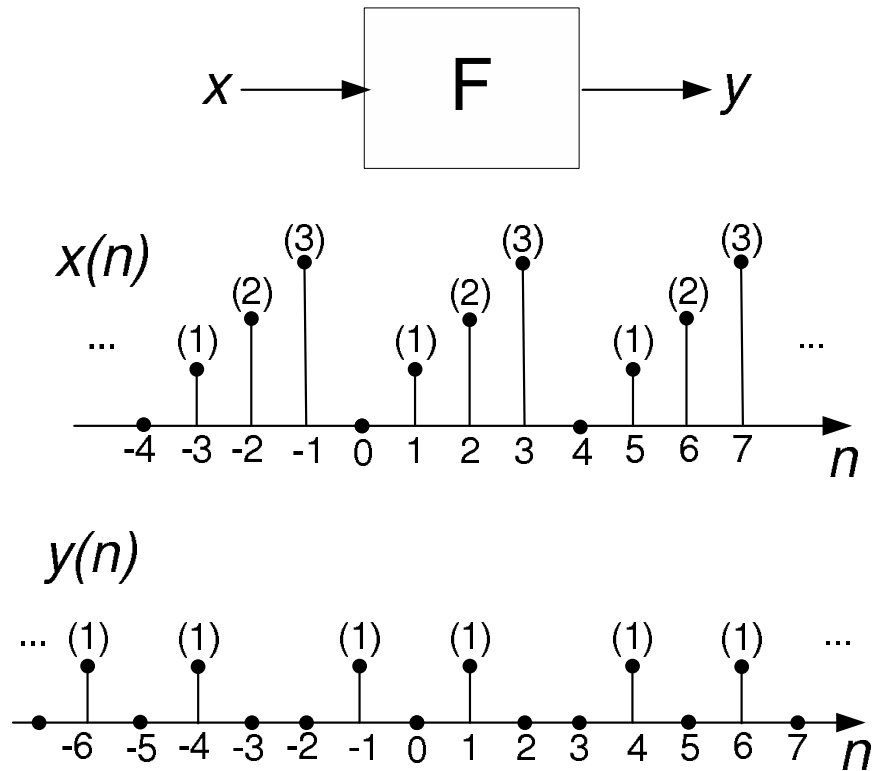 x F y
(3) (3) (3)
x(n)
(2) (2) (2)
... (1) (1) (1) ...
-4 -3 -2 -1 0 1 2 3 4 5 6 7
n
y(n)
... (1) (1) (1) (1) (1) (1) ...
-6 -5 -4 -3 -2 -1 0 1 2 3 4 5 6 7
n